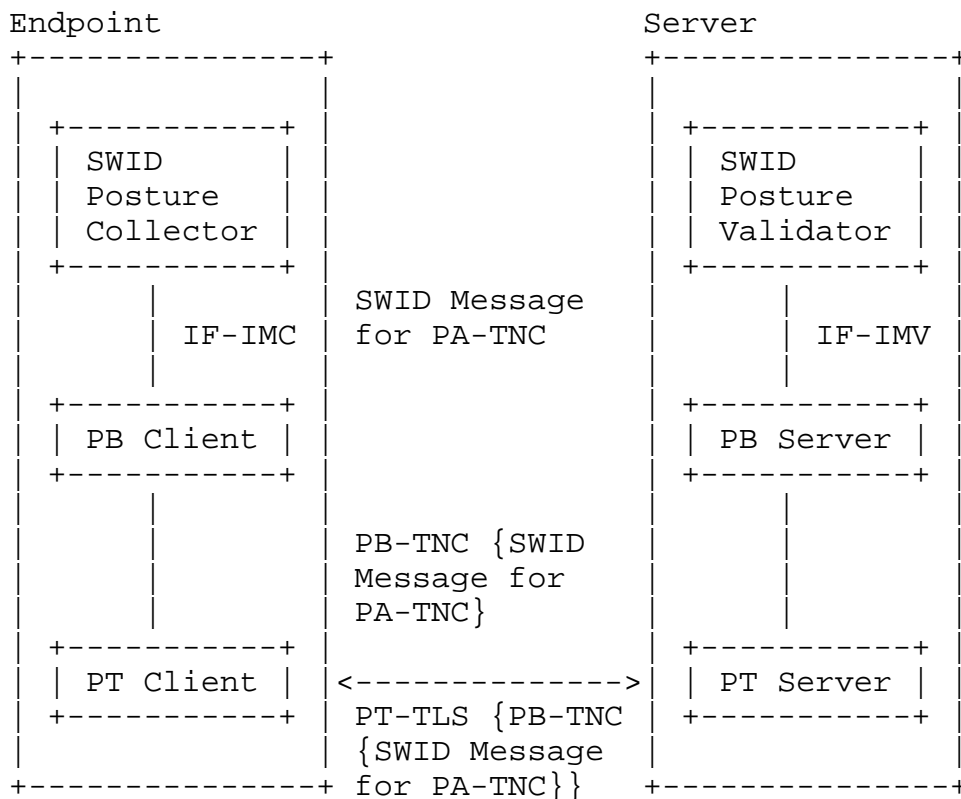 Endpoint Server
SWID SWID
Posture Posture
Collector Validator
SWID Message
IF-IMC for PA-TNC IF-IMV
PB Client PB Server
PB-TNC {SWID
Message for
PA-TNC}
PT Client <--------------> PT Server
PT-TLS {PB-TNC
{SWID Message
for PA-TNC}}